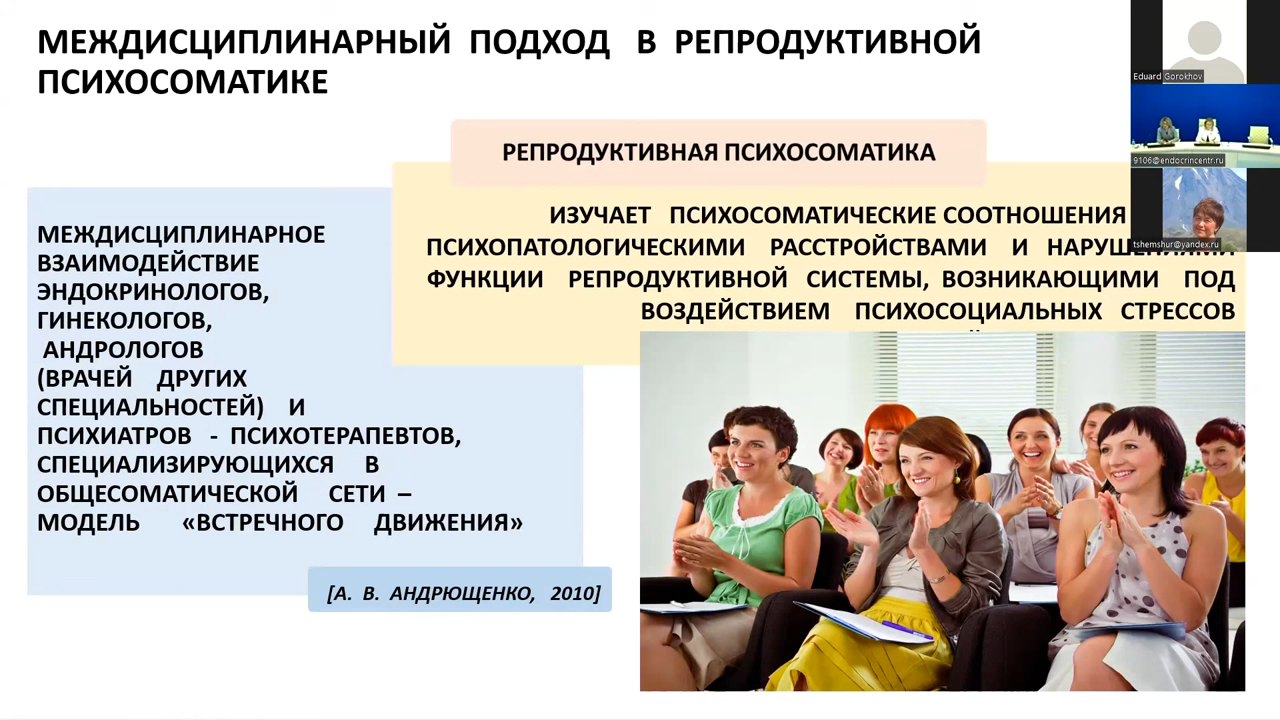 МЕЖДИСЦИПЛИНАРНЫЙ ПОДХОД В РЕПРОДУКТИВНОЙ
ПСИХОСОМАТИКЕ
РЕПРОДУКТИВНАЯ ПСИХОСОМАТИКА
ИЗУЧАЕТ ПСИХОСОМАТИЧЕСКИЕ СООТНОШЕНИЯ
ПСИХОПАТОЛОГИЧЕСКИМИ РАССТРОЙСТВАМИ И НАРУШЕНИЯМИ
ФУНКЦИИ РЕПРОДУКТИВНОЙ СИСТЕМЫ, ВОЗНИКАЮЩИМИ ПОД
ВОЗДЕЙСТВИЕМ ПСИХОСОЦИАЛЬНЫХ СТРЕССОВ
МЕЖДИСЦИПЛИНАРНОЕ
ВЗАИМОДЕЙСТВИЕ
ЭНДОКРИНОЛОГОВ,
ГИНЕКОЛОГОВ,
АНДРОЛОГОВ
(ВРАЧЕЙ ДРУГИХ
СПЕЦИАЛЬНОСТЕЙ) И
ПСИХИАТРОВ - ПСИХОТЕРАПЕВТОВ,
СПЕЦИАЛИЗИРУЮЩИХСЯ В
ОБЩЕСОМАТИЧЕСКОЙ СЕТИ –
МОДЕЛЬ «ВСТРЕЧНОГО ДВИЖЕНИЯ»
[А. В. АНДРЮЩЕНКО, 2010]
Eduard Gorokhov
9106@endocrincentr.ru
tshemshur@yandex.ru